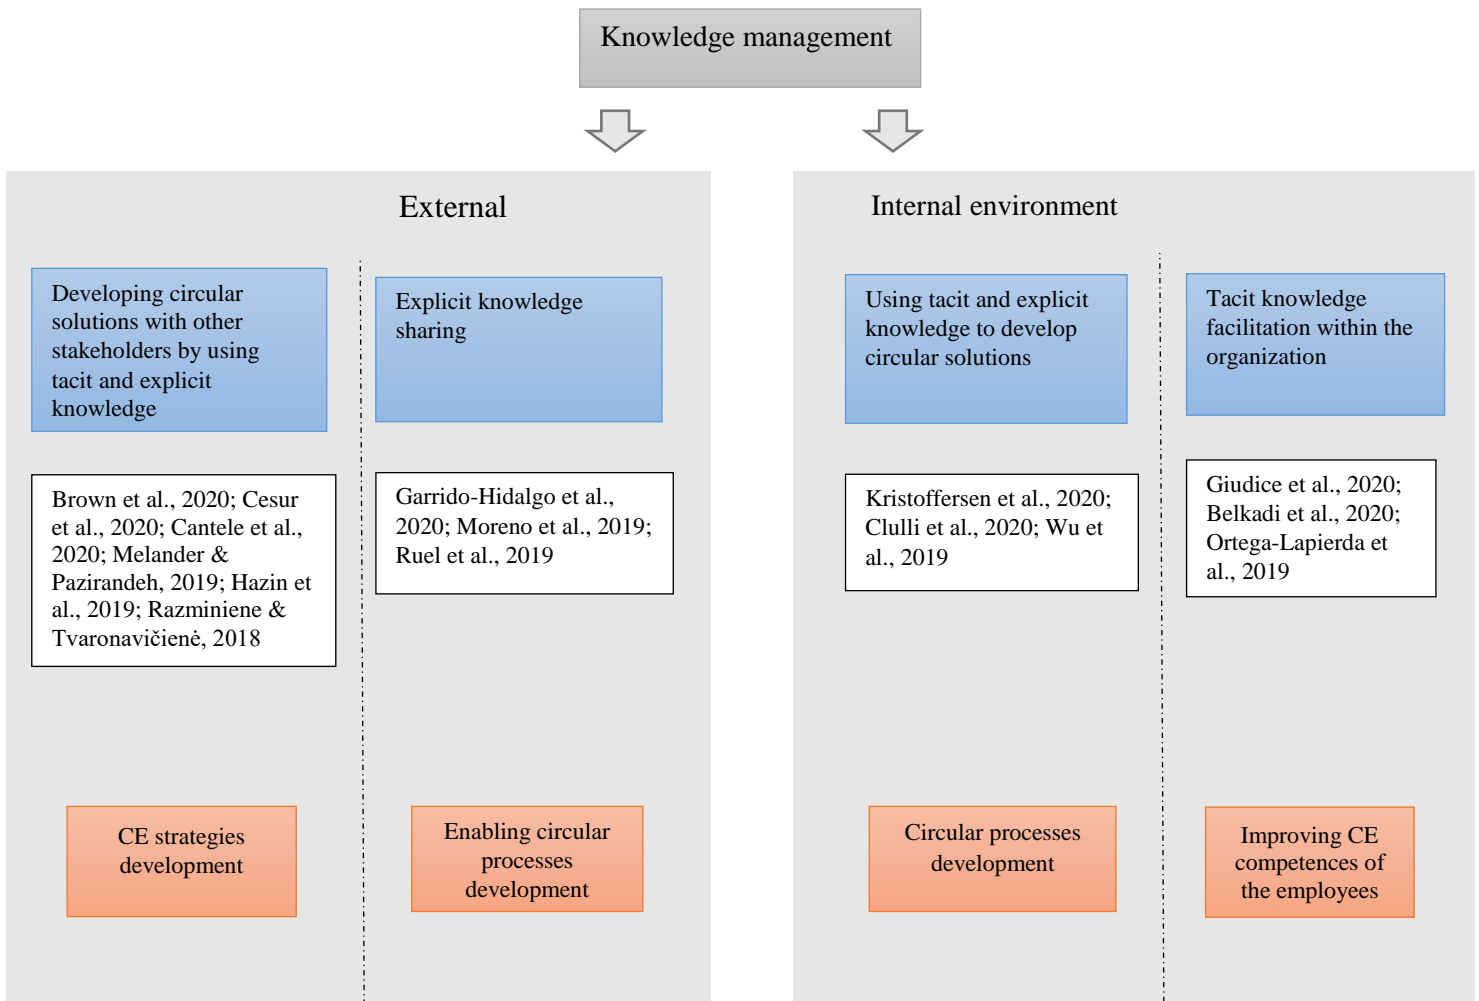 Knowledge management
External
Internal environment
Developing circular
solutions with other
stakeholders by using
tacit and explicit
knowledge
Explicit knowledge
sharing
Using tacit and explicit
knowledge to develop
circular solutions
Tacit knowledge
facilitation within the
organization
Brown et al., 2020; Cesur
et al., 2020; Cantele et al.,
2020; Melander &
Pazirandeh, 2019; Hazin et
al., 2019; Razminiene &
Tvaronavičienė, 2018
Garrido-Hidalgo et al.,
2020; Moreno et al., 2019;
Ruel et al., 2019
Kristoffersen et al., 2020;
Clulli et al., 2020; Wu et
al., 2019
Giudice et al., 2020;
Belkadi et al., 2020;
Ortega-Lapierda et
al., 2019
CE strategies
development
Enabling circular
processes
development
Circular processes
development
Improving CE
competences of
the employees